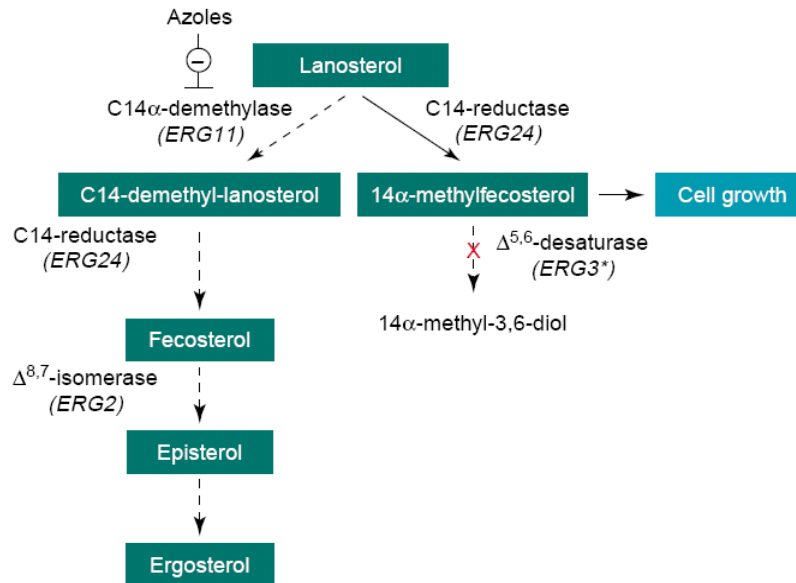 Azoles
−
Lanosterol
C14α-demethylase
(ERG11)
C14-reductase
(ERG24)
C14-demethyl-lanosterol
14α-methylfecosterol
Cell growth
C14-reductase
(ERG24)
X
Δ5,6-desaturase
(ERG3*)
14α-methyl-3,6-diol
Fecosterol
Δ8,7-isomerase
(ERG2)
Episterol
Ergosterol